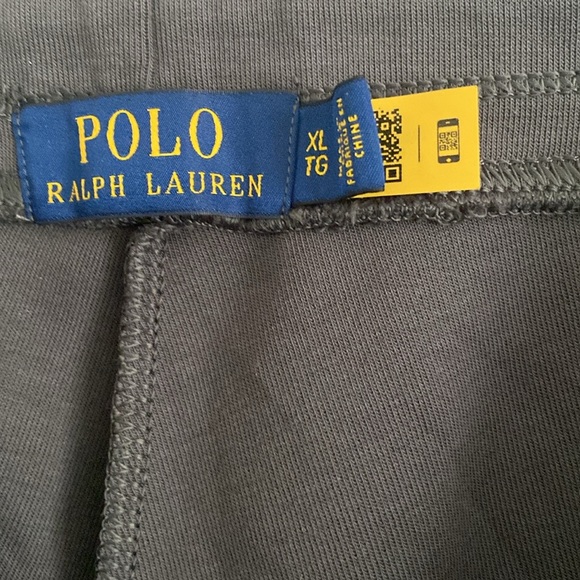 POLO
RALPH LAUREN
XL
TG
FABRIQUÉ EN
CHINE